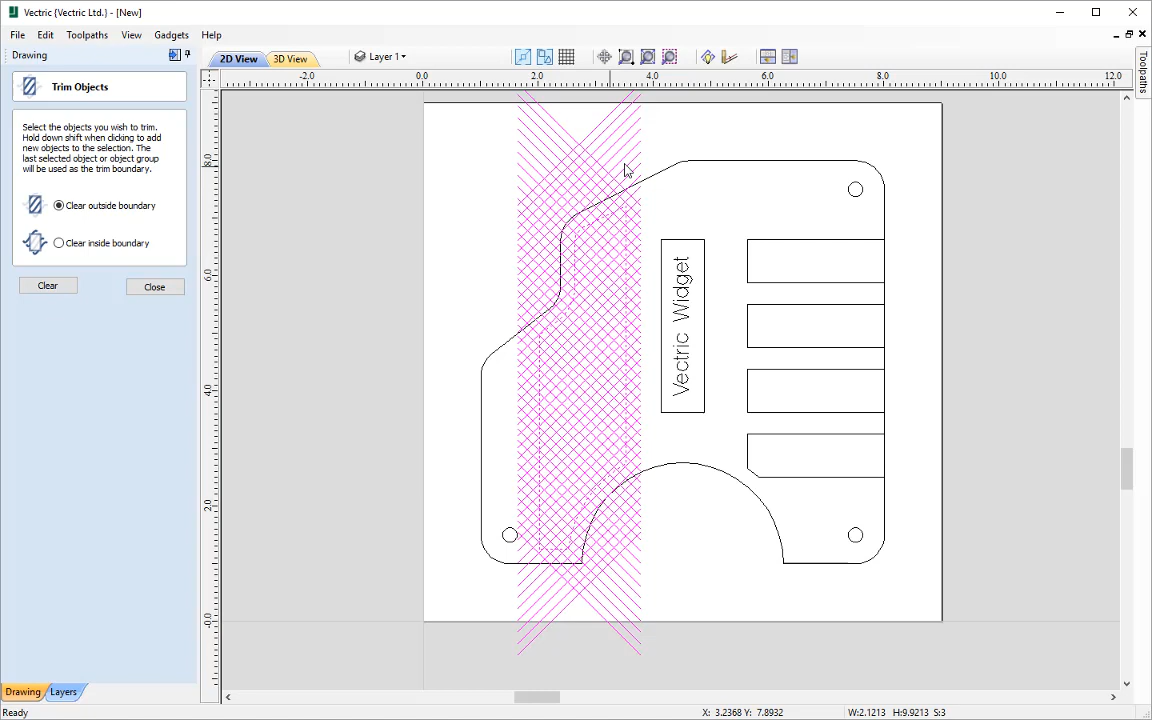 Vectric {Vectric Ltd.} - [New]
File Edit Toolpaths View Gadgets Help
Drawing
2D View 3D View Layer 1
-2.0 0.0 2.0 4.0 6.0 8.0 10.0 12.0
Trim Objects
Select the objects you wish to trim.
Hold down shift when clicking to add
new objects to the selection. The
last selected object or object group
will be used as the trim boundary.
Clear outside boundary
Clear inside boundary
Clear Close
8.0
6.0
4.0
2.0
-0.0
Vectric Widget
Toolpaths
Drawing Layers
Ready X: 3.2368 Y: 7.8932 W:2.1213 H:9.9213 S:3